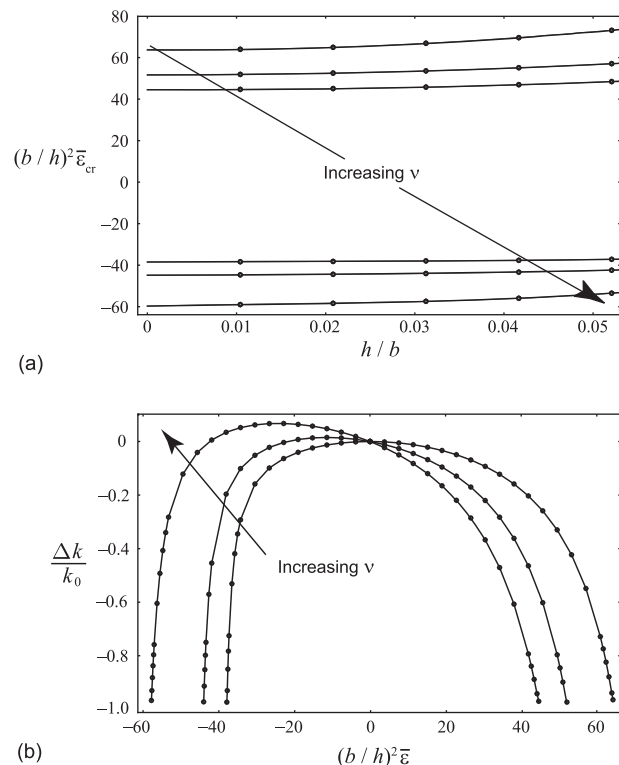 80
60
40
20
0
−20
−40
−60
(b / h)² ε̄cr
Increasing ν
0 0.01 0.02 0.03 0.04 0.05
h / b
(a)
0
−0.2
−0.4
−0.6
−0.8
−1.0
Δk
k0
Increasing ν
−60 −40 −20 0 20 40 60
(b / h)² ε̄
(b)